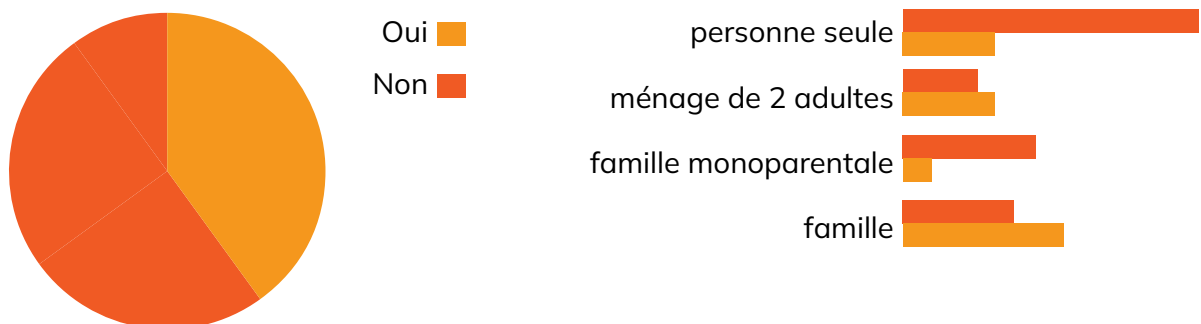 Oui
Non
personne seule
ménage de 2 adultes
famille monoparentale
famille